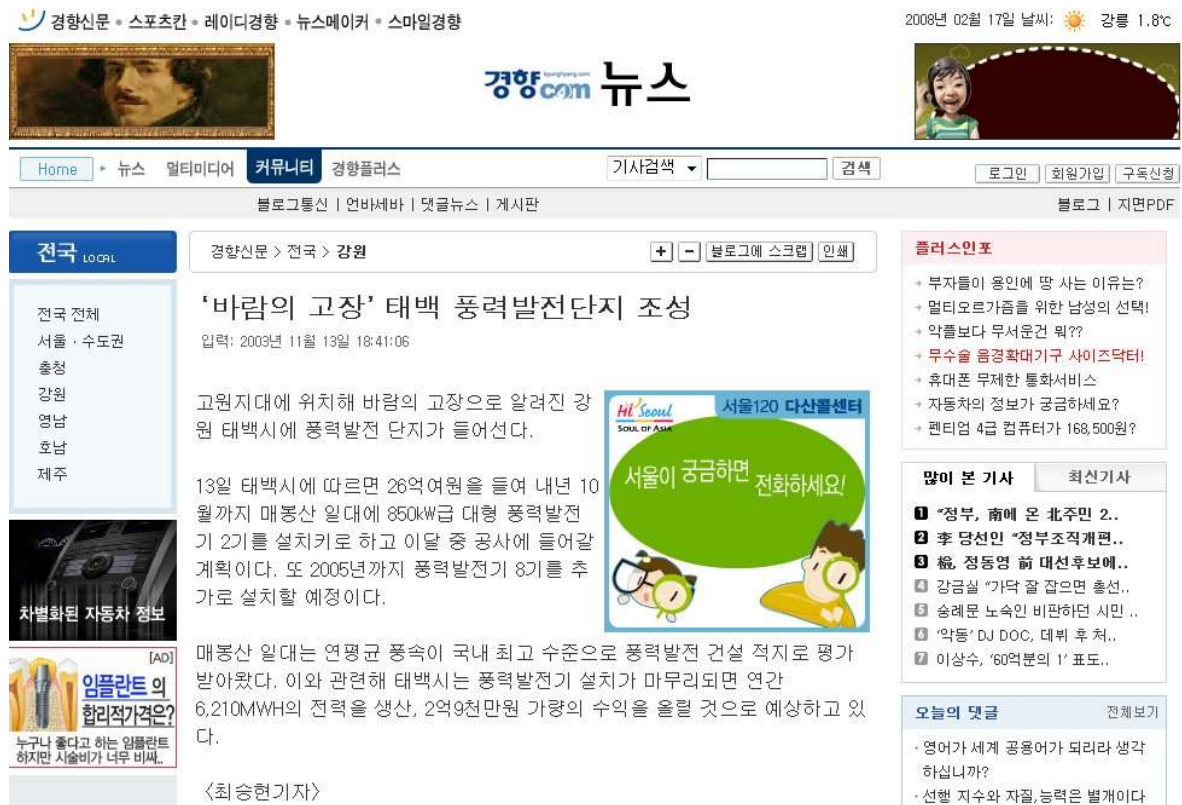 경향신문 • 스포츠칸 • 레이디경향 • 뉴스메이커 • 스마일경향
2008년 02월 17일 날씨: 강릉 1.8℃
경향com 뉴스
Home 뉴스 멀티미디어 커뮤니티 경향플러스
기사검색 검색
로그인 회원가입 구독신청
블로그통신 | 언바세바 | 댓글뉴스 | 게시판
블로그 | 지면PDF
전국 LOCAL
전국 전체
서울 · 수도권
충청
강원
영남
호남
제주
차별화된 자동차 정보
[AD]
임플란트 의
합리적가격은?
누구나 좋다고 하는 임플란트
하지만 시술비가 너무 비싸..
경향신문 > 전국 > 강원
+ - 블로그에 스크랩 인쇄
‘바람의 고장’ 태백 풍력발전단지 조성
입력: 2003년 11월 13일 18:41:06
고원지대에 위치해 바람의 고장으로 알려진 강
원 태백시에 풍력발전 단지가 들어선다.
13일 태백시에 따르면 26억여원을 들여 내년 10
월까지 매봉산 일대에 850㎾급 대형 풍력발전
기 2기를 설치키로 하고 이달 중 공사에 들어갈
계획이다. 또 2005년까지 풍력발전기 8기를 추
가로 설치할 예정이다.
매봉산 일대는 연평균 풍속이 국내 최고 수준으로 풍력발전 건설 적지로 평가
받아왔다. 이와 관련해 태백시는 풍력발전기 설치가 마무리되면 연간
6,210MWH의 전력을 생산, 2억9천만원 가량의 수익을 올릴 것으로 예상하고 있
다.
〈최승현기자〉
Hi Seoul
SOUL OF ASIA
서울120 다산콜센터
서울이 궁금하면 전화하세요!
플러스인포
부자들이 용인에 땅 사는 이유는?
멀티오르가즘을 위한 남성의 선택!
악플보다 무서운건 뭐??
무수술 음경확대기구 사이즈닥터!
휴대폰 무제한 통화서비스
자동차의 정보가 궁금하세요?
펜티엄 4급 컴퓨터가 168,500원?
많이 본 기사 최신기사
1 “정부, 南에 온 北주민 2..
2 李 당선인 “정부조직개편..
3 檢, 정동영 前 대선후보에..
4 강금실 “가닥 잘 잡으면 총선..
5 숭례문 노숙인 비판하던 시민 ..
6 ‘악동’ DJ DOC, 데뷔 후 처..
7 이상수, ‘60억분의 1’ 표도..
오늘의 댓글 전체보기
영어가 세계 공용어가 되리라 생각
하십니까?
선행 지수와 자질,능력은 별개이다